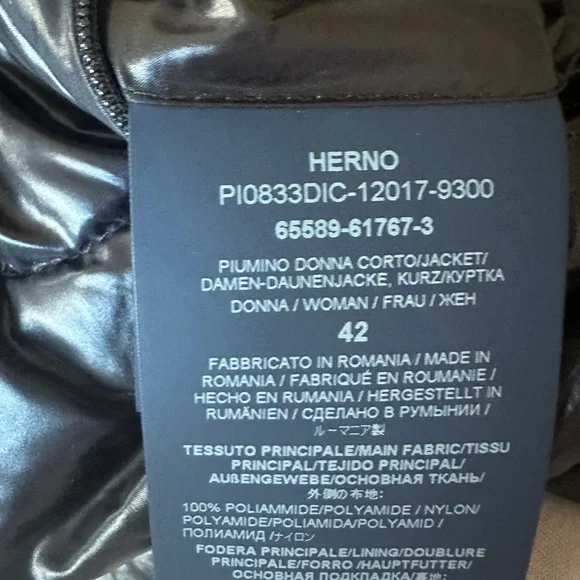 HERNO
PI0833DIC-12017-9300
65589-61767-3
PIUMINO DONNA CORTO/JACKET/
DAMEN-DAUNENJACKE, KURZ/КУРТКА
DONNA / WOMAN / FRAU / ЖЕН
42
FABBRICATO IN ROMANIA / MADE IN
ROMANIA / FABRIQUÉ EN ROUMANIE /
HECHO EN RUMANIA / HERGESTELLT IN
RUMÄNIEN / СДЕЛАНО В РУМЫНИИ /
ルーマニア製
TESSUTO PRINCIPALE/MAIN FABRIC/TISSU
PRINCIPAL/TEJIDO PRINCIPAL/
AUßENGEWEBE/ОСНОВНАЯ ТКАНЬ/
外側の布地:
100% POLIAMMIDE/POLYAMIDE / NYLON/
POLYAMIDE/POLIAMIDA/POLYAMID /
ПОЛИАМИД /ナイロン
FODERA PRINCIPALE/LINING/DOUBLURE
PRINCIPALE/FORRO /HAUPTFUTTER/
ОСНОВНАЯ ПОДКЛАДКА/裏地: